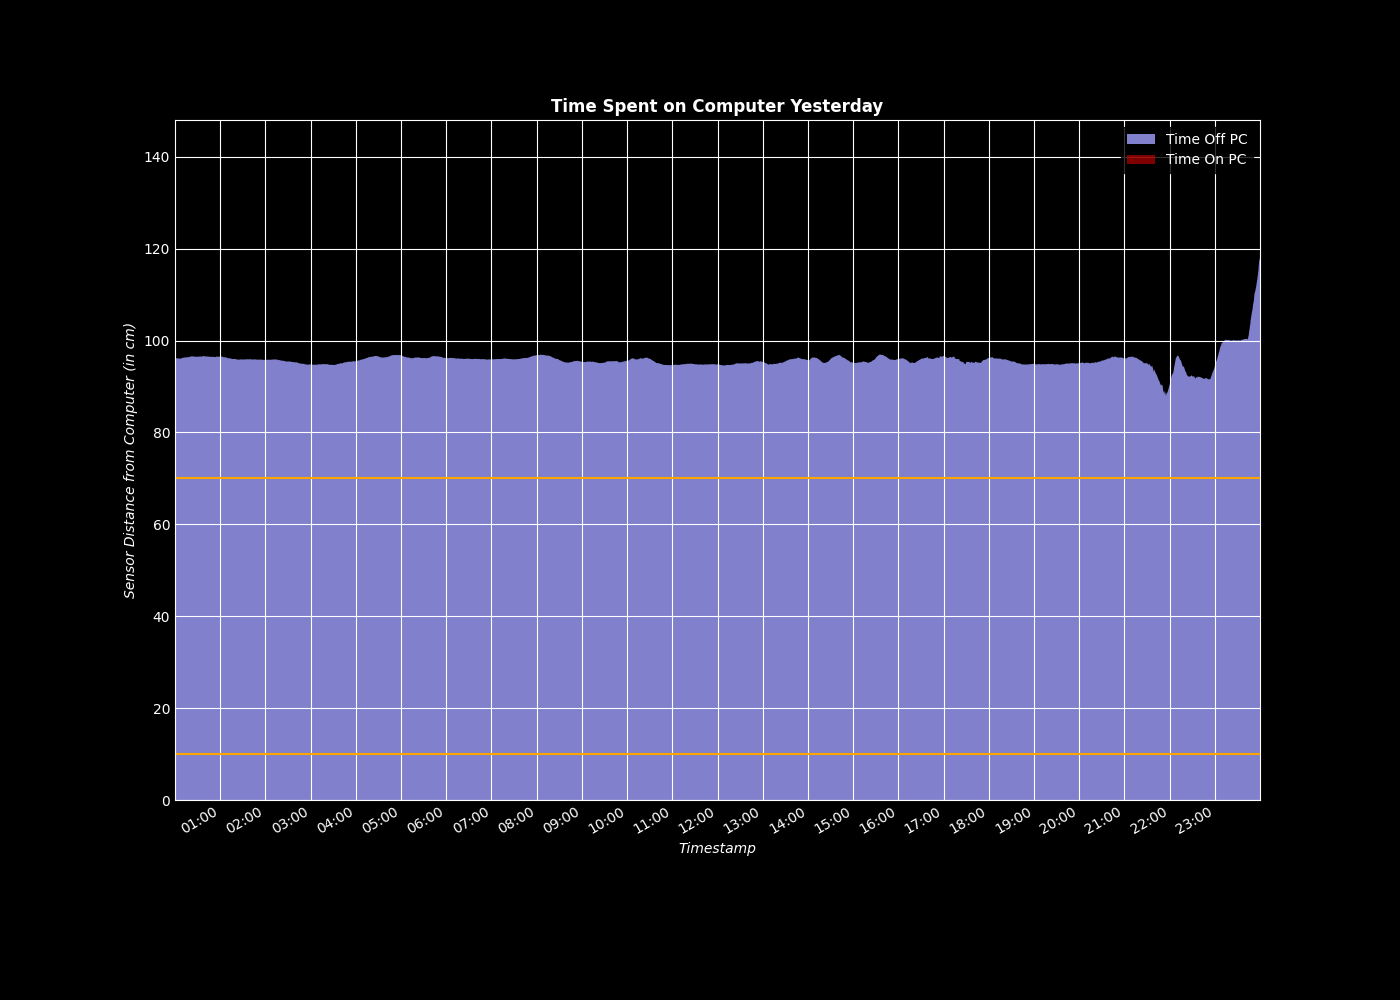 Time Spent on Computer Yesterday
Time Off PC
Time On PC
140
120
100
80
60
40
20
0
Sensor Distance from Computer (in cm)
01:00 02:00 03:00 04:00 05:00 06:00 07:00 08:00 09:00 10:00 11:00 12:00 13:00 14:00 15:00 16:00 17:00 18:00 19:00 20:00 21:00 22:00 23:00
Timestamp